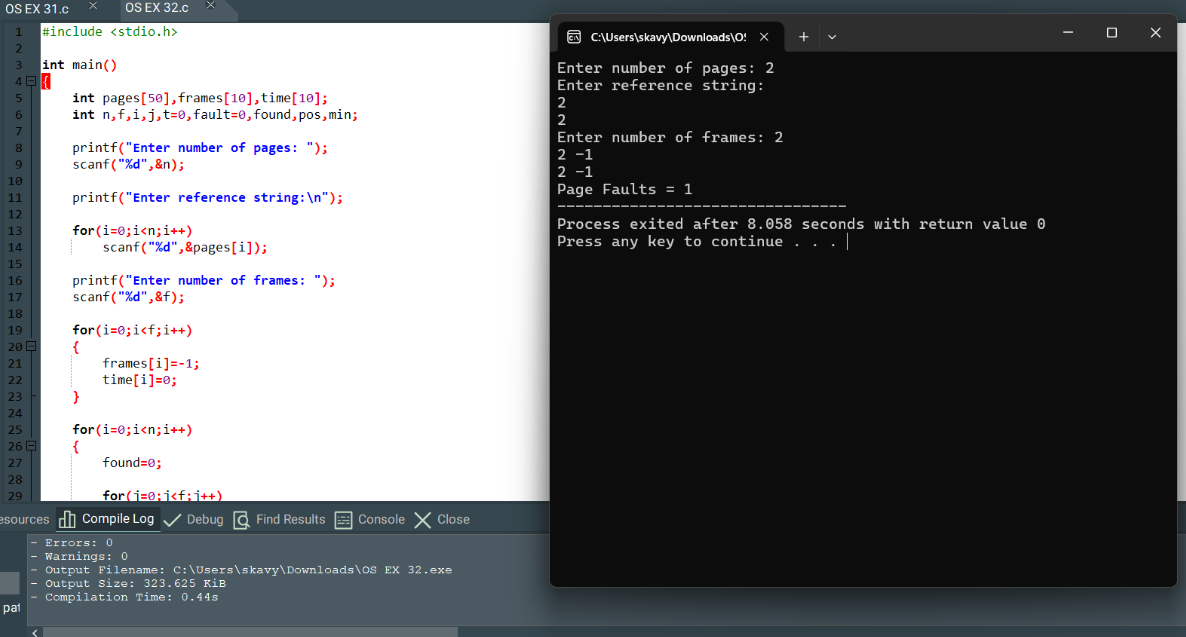 OS EX 31.c
OS EX 32.c
1 #include <stdio.h>
2
3 int main()
4 {
5 int pages[50],frames[10],time[10];
6 int n,f,i,j,t=0,fault=0,found,pos,min;
7
8 printf("Enter number of pages: ");
9 scanf("%d",&n);
10
11 printf("Enter reference string:\n");
12
13 for(i=0;i<n;i++)
14 scanf("%d",&pages[i]);
15
16 printf("Enter number of frames: ");
17 scanf("%d",&f);
18
19 for(i=0;i<f;i++)
20 {
21 frames[i]=-1;
22 time[i]=0;
23 }
24
25 for(i=0;i<n;i++)
26 {
27 found=0;
28
29 for(j=0;j<f;j++)
C:\Users\skavy\Downloads\OS
Enter number of pages: 2
Enter reference string:
2
2
Enter number of frames: 2
2 -1
2 -1
Page Faults = 1
--------------------------------
Process exited after 8.058 seconds with return value 0
Press any key to continue . . .
esources Compile Log Debug Find Results Console Close
- Errors: 0
- Warnings: 0
- Output Filename: C:\Users\skavy\Downloads\OS EX 32.exe
- Output Size: 323.625 KiB
- Compilation Time: 0.44s
pat